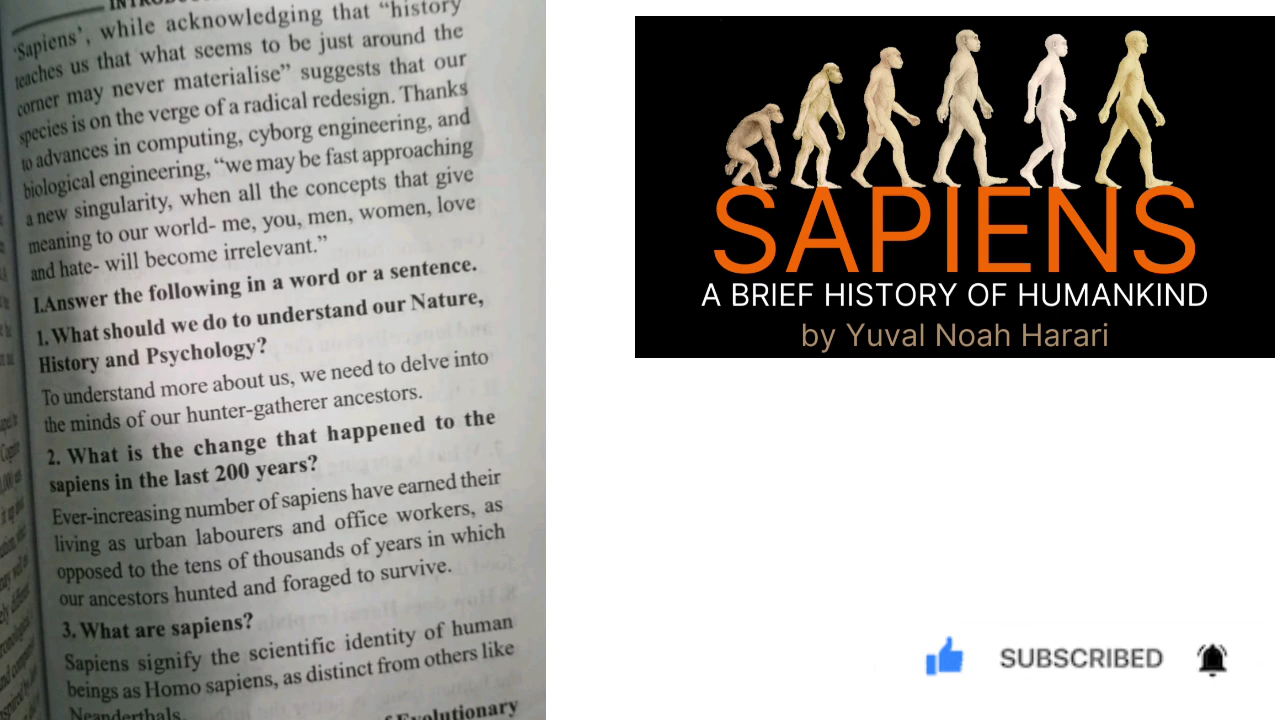 'Sapiens', while acknowledging that “history
teaches us that what seems to be just around the
corner may never materialise” suggests that our
species is on the verge of a radical redesign. Thanks
to advances in computing, cyborg engineering, and
biological engineering, “we may be fast approaching
a new singularity, when all the concepts that give
meaning to our world- me, you, men, women, love
and hate- will become irrelevant.”
I.Answer the following in a word or a sentence.
1. What should we do to understand our Nature,
History and Psychology?
To understand more about us, we need to delve into
the minds of our hunter-gatherer ancestors.
2. What is the change that happened to the
sapiens in the last 200 years?
Ever-increasing number of sapiens have earned their
living as urban labourers and office workers, as
opposed to the tens of thousands of years in which
our ancestors hunted and foraged to survive.
3. What are sapiens?
Sapiens signify the scientific identity of human
beings as Homo sapiens, as distinct from others like
Neanderthals.
Evolutionary
SAPIENS
A BRIEF HISTORY OF HUMANKIND
by Yuval Noah Harari
SUBSCRIBED